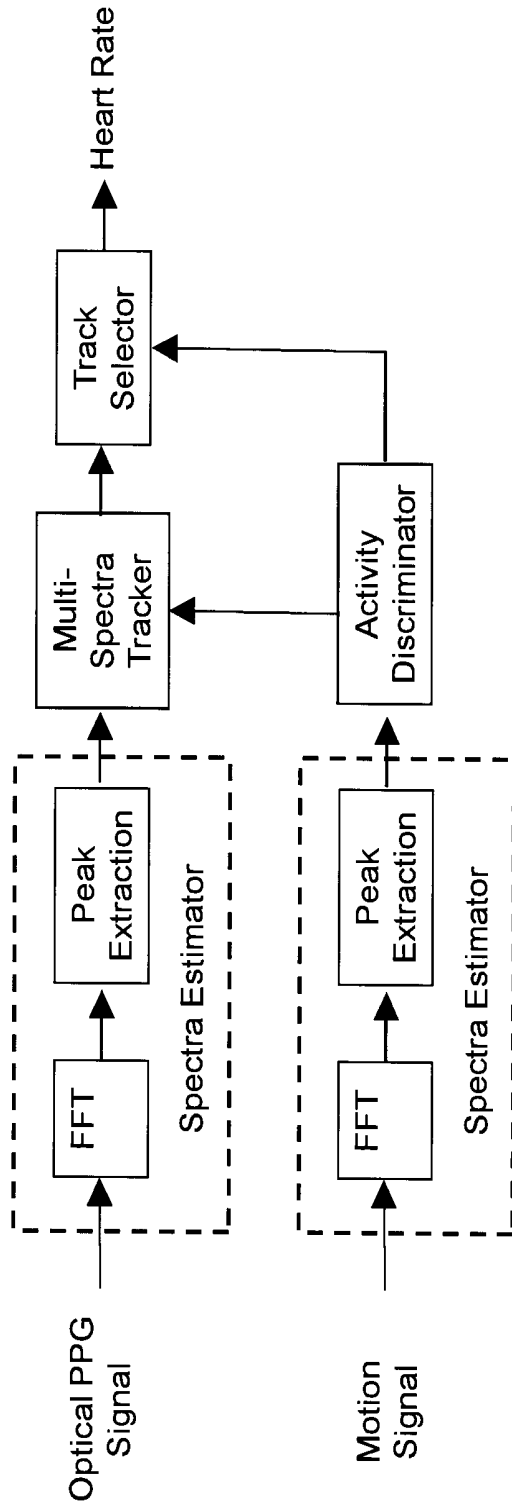 Optical PPG
Signal
FFT
Peak
Extraction
Spectra Estimator
Multi-
Spectra
Tracker
Track
Selector
Heart Rate
Motion
Signal
FFT
Peak
Extraction
Spectra Estimator
Activity
Discriminator